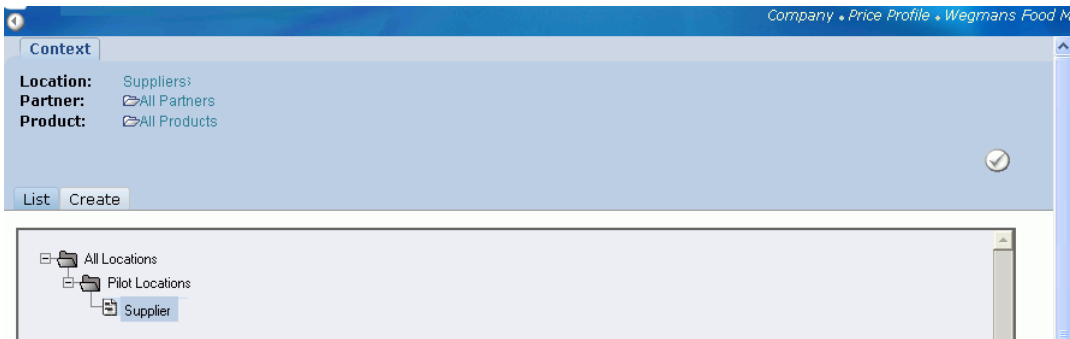 Company • Price Profile • Wegmans Food M
Context
Location: Suppliers
Partner: All Partners
Product: All Products
List Create
All Locations
Pilot Locations
Supplier